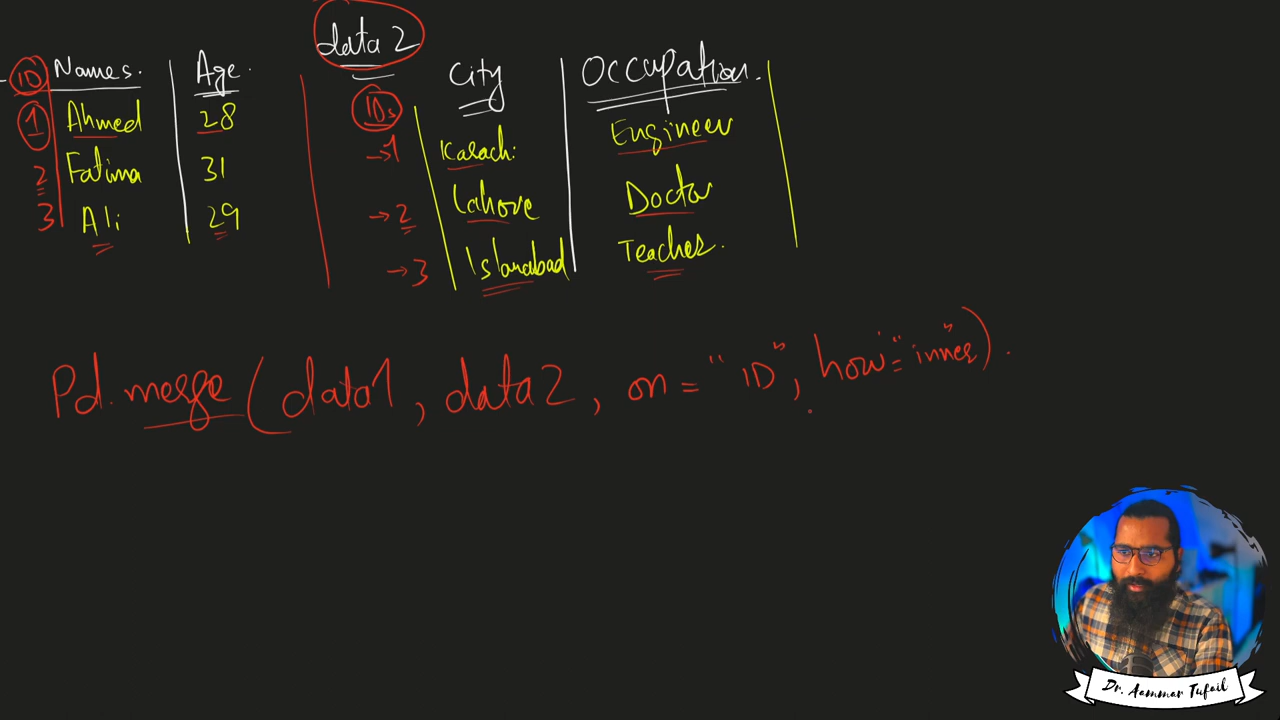 data 2
ID Names. Age. IDs City Occupation.
1 Ahmed 28 →1 Karachi Engineer
2 Fatima 31 →2 Lahore Doctor
3 Ali 29 →3 Islamabad Teacher.
Pd.merge(data1, data2, on = "ID", how = "inner").
Dr. Aammar Tufail